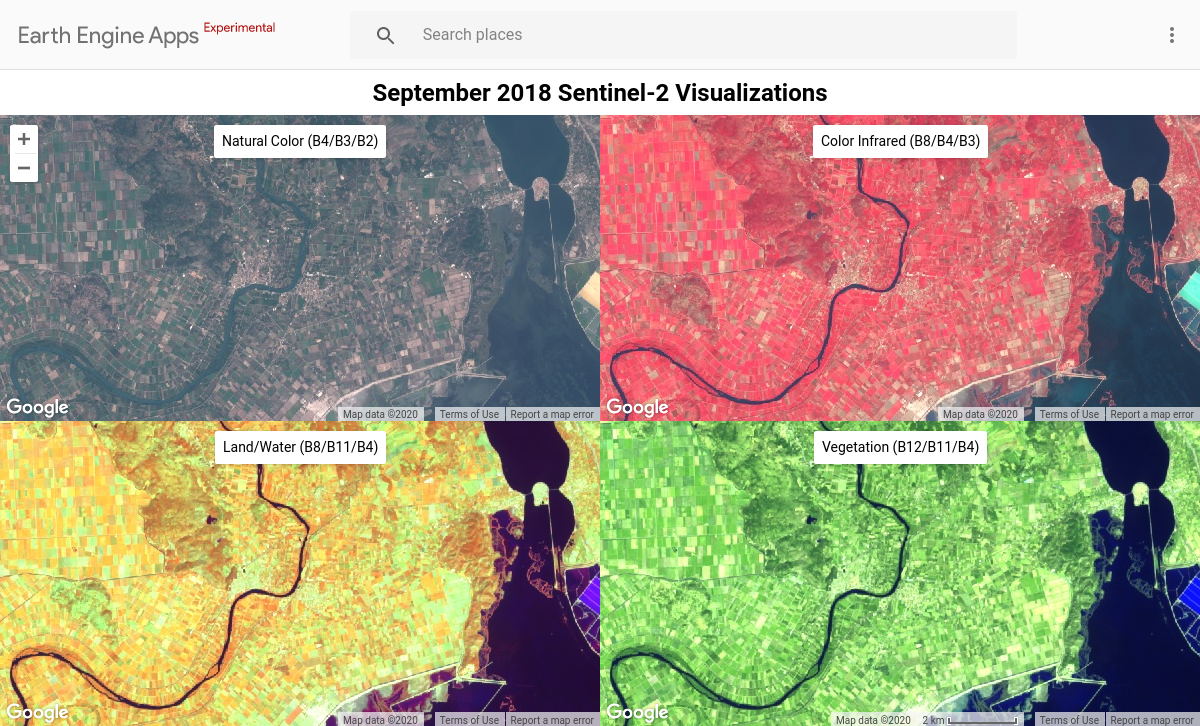 Earth Engine Apps Experimental
Search places
September 2018 Sentinel-2 Visualizations
+
−
Natural Color (B4/B3/B2)
Color Infrared (B8/B4/B3)
Google
Map data ©2020
Terms of Use
Report a map error
Google
Map data ©2020
Terms of Use
Report a map error
Land/Water (B8/B11/B4)
Vegetation (B12/B11/B4)
Google
Map data ©2020
Terms of Use
Report a map error
Google
Map data ©2020
2 km
Terms of Use
Report a map error